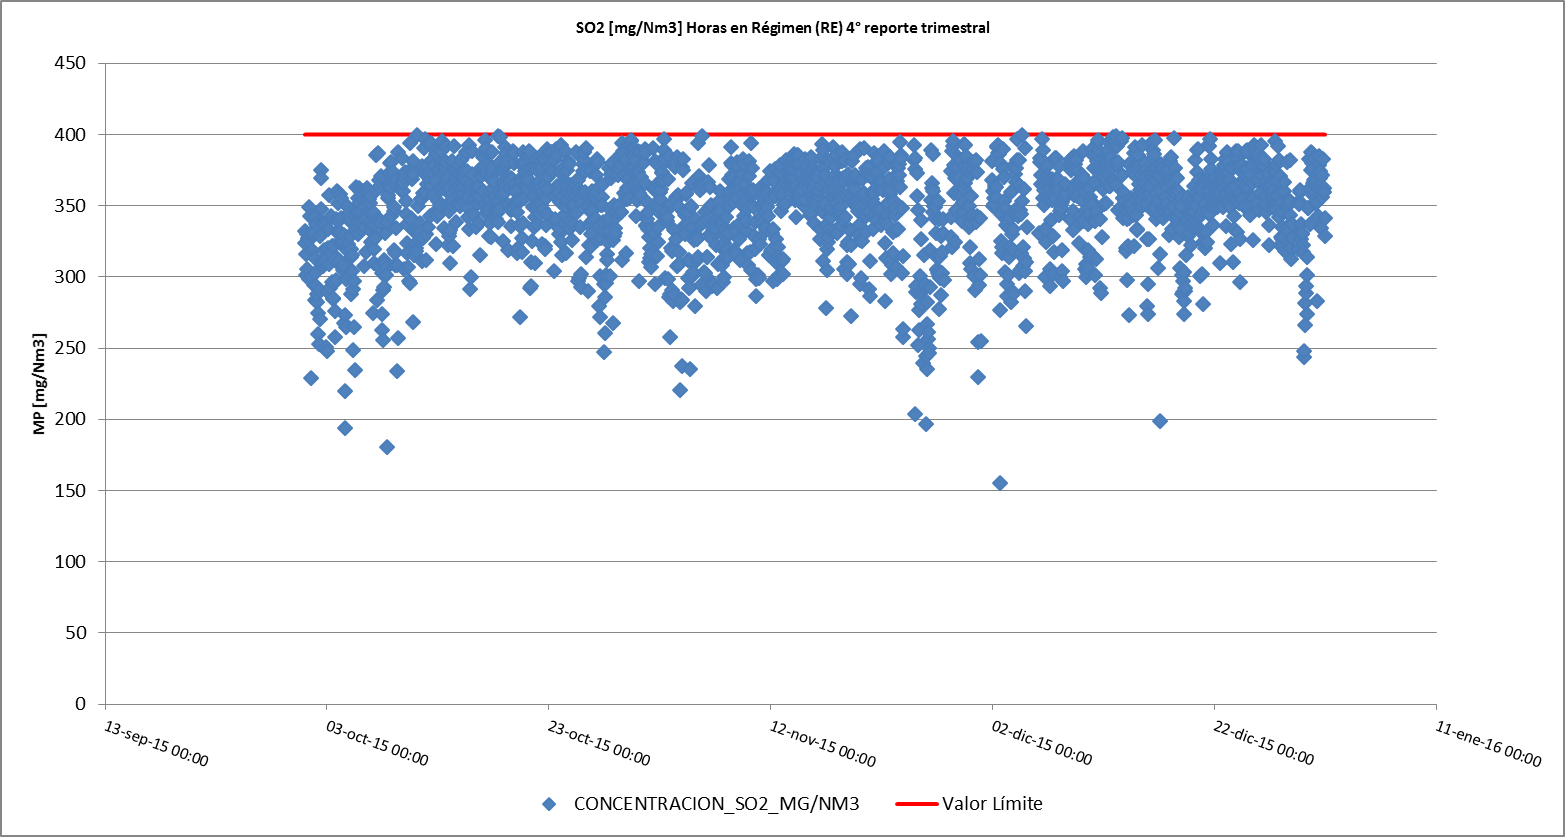 SO2 [mg/Nm3] Horas en Régimen (RE) 4° reporte trimestral
450
400
350
300
250
200
150
100
50
0
MP [mg/Nm3]
13-sep-15 00:00
03-oct-15 00:00
23-oct-15 00:00
12-nov-15 00:00
02-dic-15 00:00
22-dic-15 00:00
11-ene-16 00:00
CONCENTRACION_SO2_MG/NM3
Valor Límite